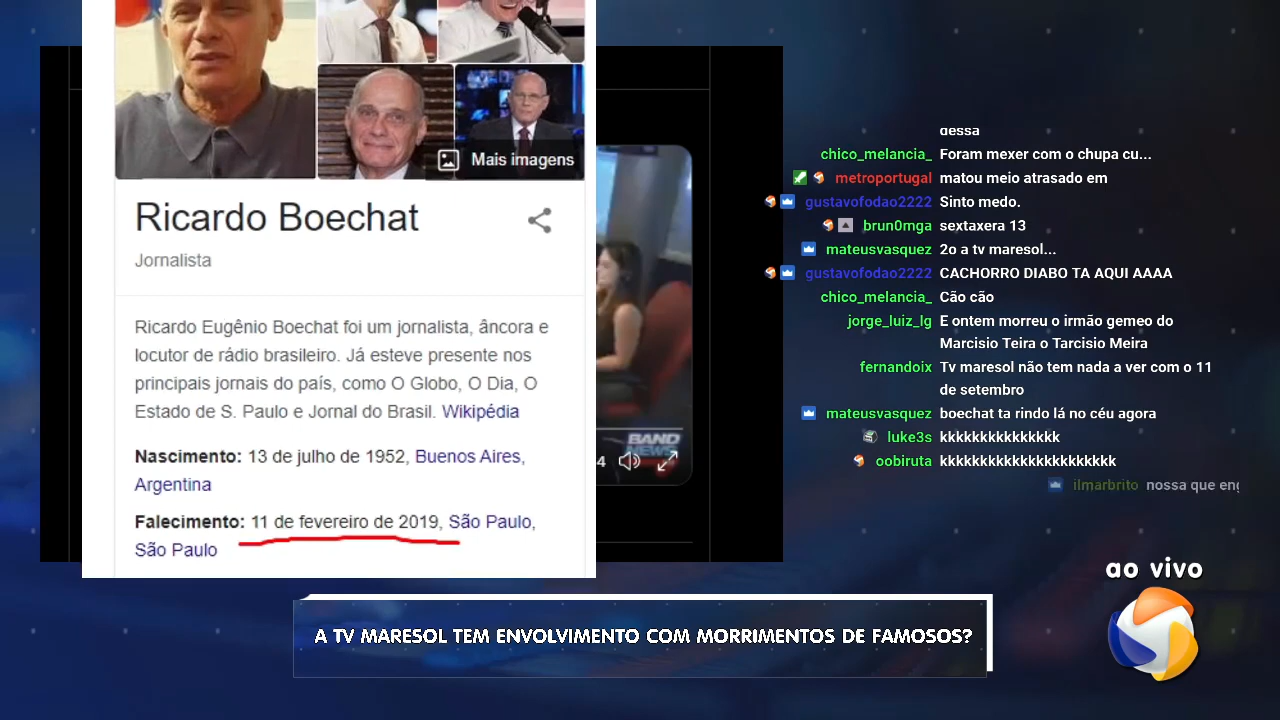 Mais imagens
Ricardo Boechat
Jornalista
Ricardo Eugênio Boechat foi um jornalista, âncora e
locutor de rádio brasileiro. Já esteve presente nos
principais jornais do país, como O Globo, O Dia, O
Estado de S. Paulo e Jornal do Brasil. Wikipédia
Nascimento: 13 de julho de 1952, Buenos Aires,
Argentina
Falecimento: 11 de fevereiro de 2019, São Paulo,
São Paulo
4
BAND
NEWS
dessa
chico_melancia_ Foram mexer com o chupa cu...
metroportugal matou meio atrasado em
gustavofodao2222 Sinto medo.
brun0mga sextaxera 13
mateusvasquez 2o a tv maresol...
gustavofodao2222 CACHORRO DIABO TA AQUI AAAA
chico_melancia_ Cão cão
jorge_luiz_lg E ontem morreu o irmão gemeo do
Marcisio Teira o Tarcisio Meira
fernandoix Tv maresol não tem nada a ver com o 11
de setembro
mateusvasquez boechat ta rindo lá no céu agora
luke3s kkkkkkkkkkkkkkk
oobiruta kkkkkkkkkkkkkkkkkkkkkk
ilmarbrito nossa que eng
ao vivo
A TV MARESOL TEM ENVOLVIMENTO COM MORRIMENTOS DE FAMOSOS?